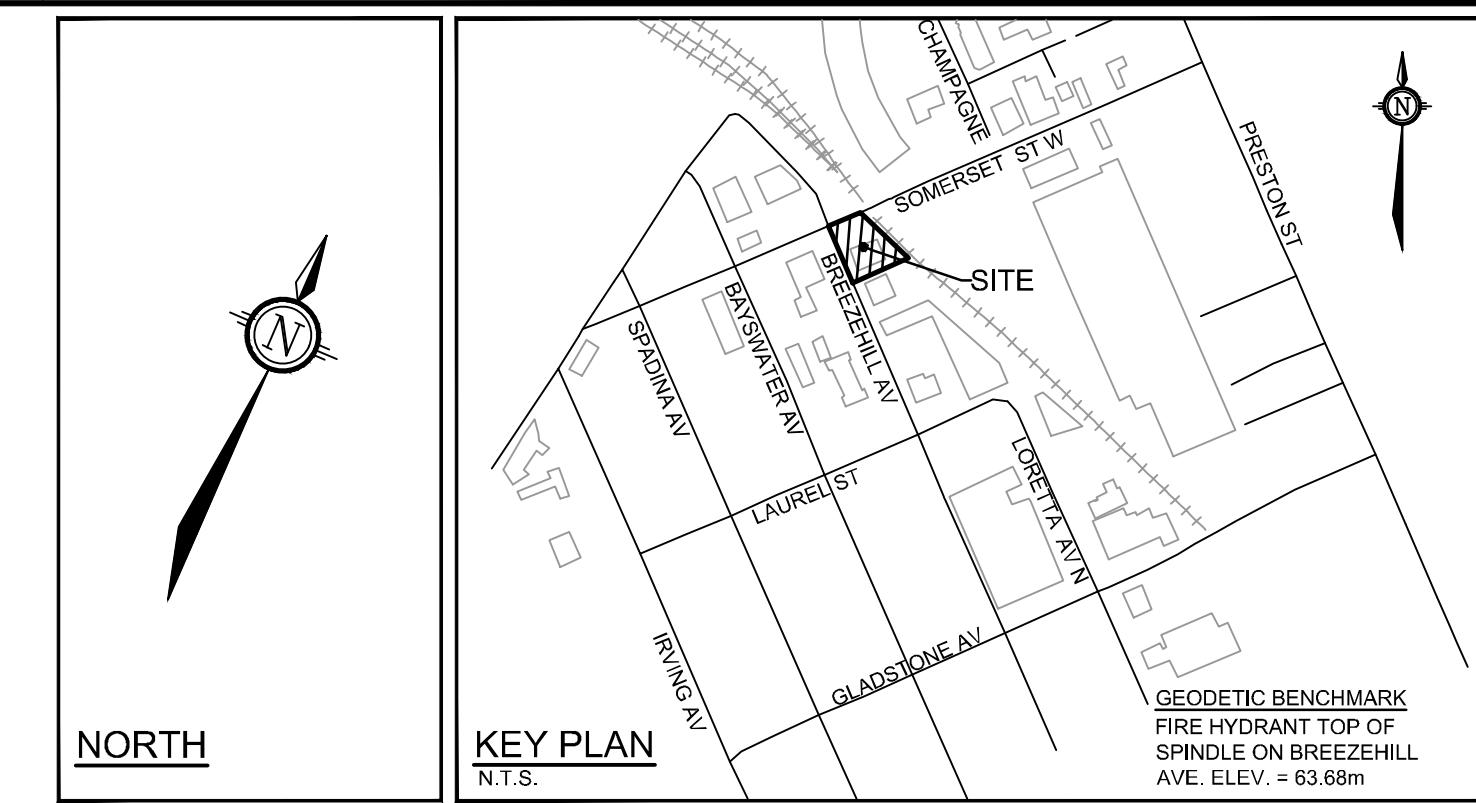 N
NORTH
CHAMPAGNE
SOMERSET ST W
PRESTON ST
N
SITE
BREEZEHILL AV
BAYSWATER AV
SPADINA AV
LAUREL ST
LORETTA AV N
IRVING AV
GLADSTONE AV
KEY PLAN
N.T.S.
GEODETIC BENCHMARK
FIRE HYDRANT TOP OF
SPINDLE ON BREEZEHILL
AVE. ELEV. = 63.68m